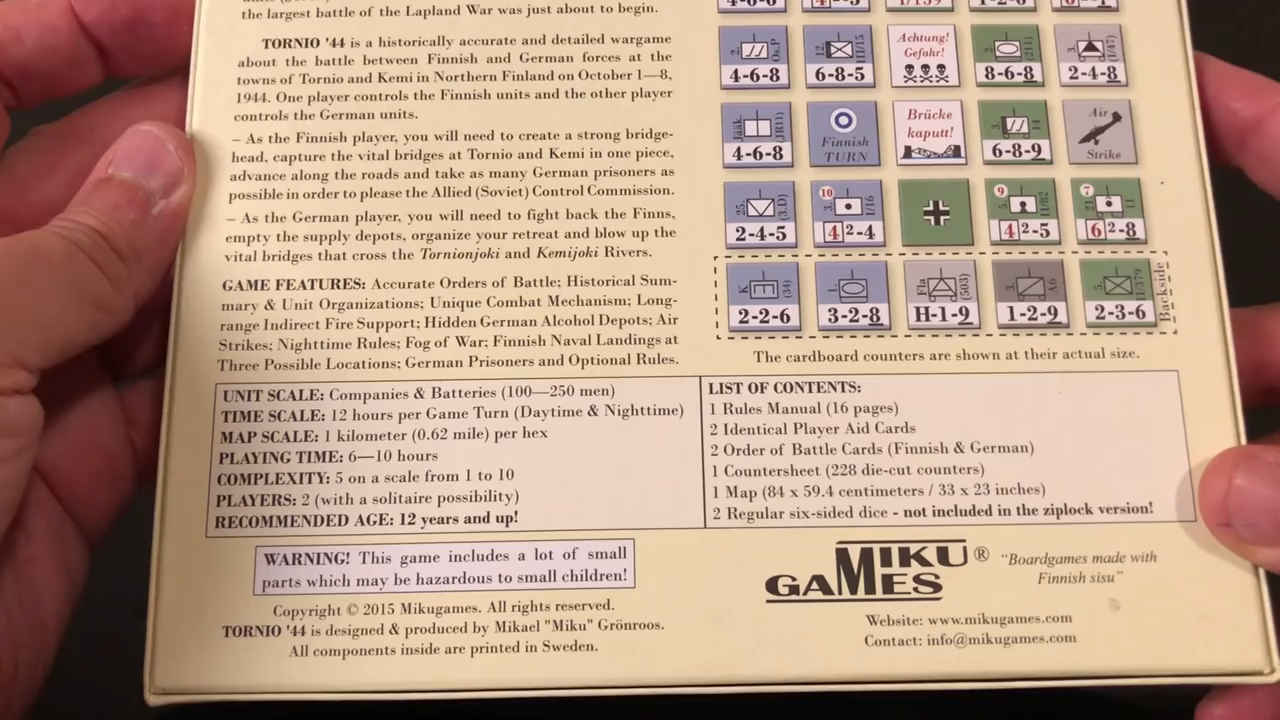 the largest battle of the Lapland War was just about to begin.
TORNIO '44 is a historically accurate and detailed wargame
about the battle between Finnish and German forces at the
towns of Tornio and Kemi in Northern Finland on October 1—8,
1944. One player controls the Finnish units and the other player
controls the German units.
– As the Finnish player, you will need to create a strong bridge-
head, capture the vital bridges at Tornio and Kemi in one piece,
advance along the roads and take as many German prisoners as
possible in order to please the Allied (Soviet) Control Commission.
– As the German player, you will need to fight back the Finns,
empty the supply depots, organize your retreat and blow up the
vital bridges that cross the Tornionjoki and Kemijoki Rivers.
GAME FEATURES: Accurate Orders of Battle; Historical Sum-
mary & Unit Organizations; Unique Combat Mechanism; Long-
range Indirect Fire Support; Hidden German Alcohol Depots; Air
Strikes; Nighttime Rules; Fog of War; Finnish Naval Landings at
Three Possible Locations; German Prisoners and Optional Rules.
4-6-8
6-8-5
Achtung!
Gefahr!
8-6-8
2-4-8
Jääk.
(JR11)
4-6-8
Finnish
TURN
Brücke
kaputt!
6-8-9
Air
Strike
25.
(3.D)
2-4-5
10
3.
1/16
4 2-4
9
5.
II/82
4 2-5
7
6 2-8
K
(34)
2-2-6
1.
3-2-8
Fla
(503)
H-1-9
3.
A6
1-2-9
5.
II/379
2-3-6
Backside
The cardboard counters are shown at their actual size.
UNIT SCALE: Companies & Batteries (100—250 men)
TIME SCALE: 12 hours per Game Turn (Daytime & Nighttime)
MAP SCALE: 1 kilometer (0.62 mile) per hex
PLAYING TIME: 6—10 hours
COMPLEXITY: 5 on a scale from 1 to 10
PLAYERS: 2 (with a solitaire possibility)
RECOMMENDED AGE: 12 years and up!
LIST OF CONTENTS:
1 Rules Manual (16 pages)
2 Identical Player Aid Cards
2 Order of Battle Cards (Finnish & German)
1 Countersheet (228 die-cut counters)
1 Map (84 x 59.4 centimeters / 33 x 23 inches)
2 Regular six-sided dice - not included in the ziplock version!
WARNING! This game includes a lot of small
parts which may be hazardous to small children!
Copyright © 2015 Mikugames. All rights reserved.
TORNIO '44 is designed & produced by Mikael "Miku" Grönroos.
All components inside are printed in Sweden.
MIKU®
GAMES
“Boardgames made with
Finnish sisu”
Website: www.mikugames.com
Contact: info@mikugames.com